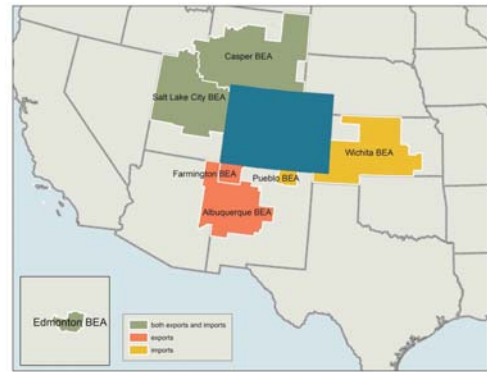 Casper BEA
Salt Lake City BEA
Wichita BEA
Farmington BEA
Pueblo BEA
Albuquerque BEA
Edmonton BEA
both exports and imports
exports
imports